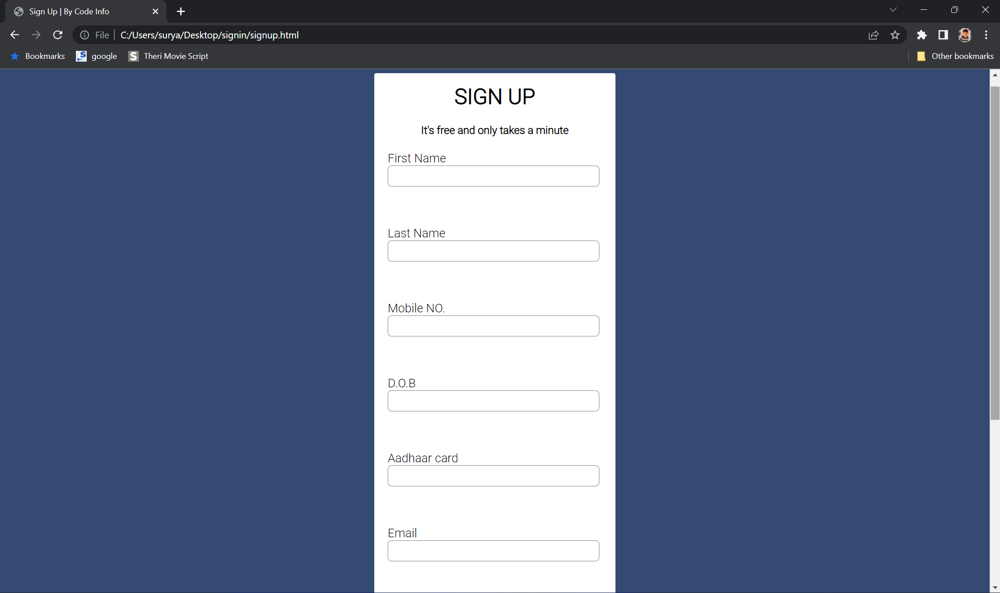 Sign Up | By Code Info
File
C:/Users/surya/Desktop/signin/signup.html
Bookmarks google Theri Movie Script Other bookmarks
SIGN UP
It's free and only takes a minute
First Name
Last Name
Mobile NO.
D.O.B
Aadhaar card
Email